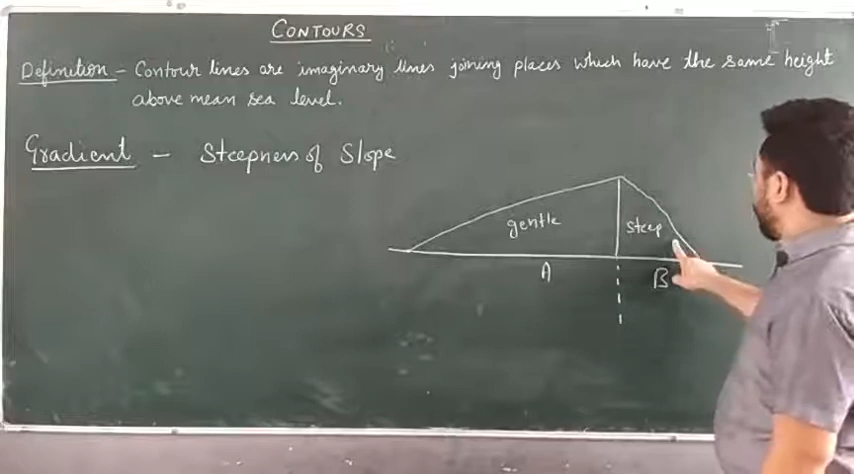 CONTOURS
Definition - Contour lines are imaginary lines joining places which have the same height
above mean sea level.
Gradient - Steepness of Slope
gentle steep
A B